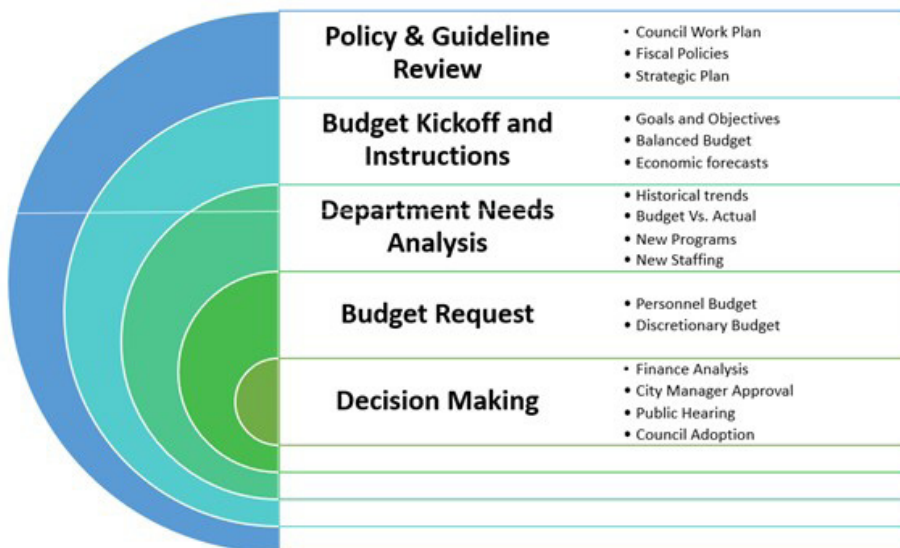 Policy & Guideline
Review
• Council Work Plan
• Fiscal Policies
• Strategic Plan
Budget Kickoff and
Instructions
• Goals and Objectives
• Balanced Budget
• Economic forecasts
Department Needs
Analysis
• Historical trends
• Budget Vs. Actual
• New Programs
• New Staffing
Budget Request
• Personnel Budget
• Discretionary Budget
Decision Making
• Finance Analysis
• City Manager Approval
• Public Hearing
• Council Adoption